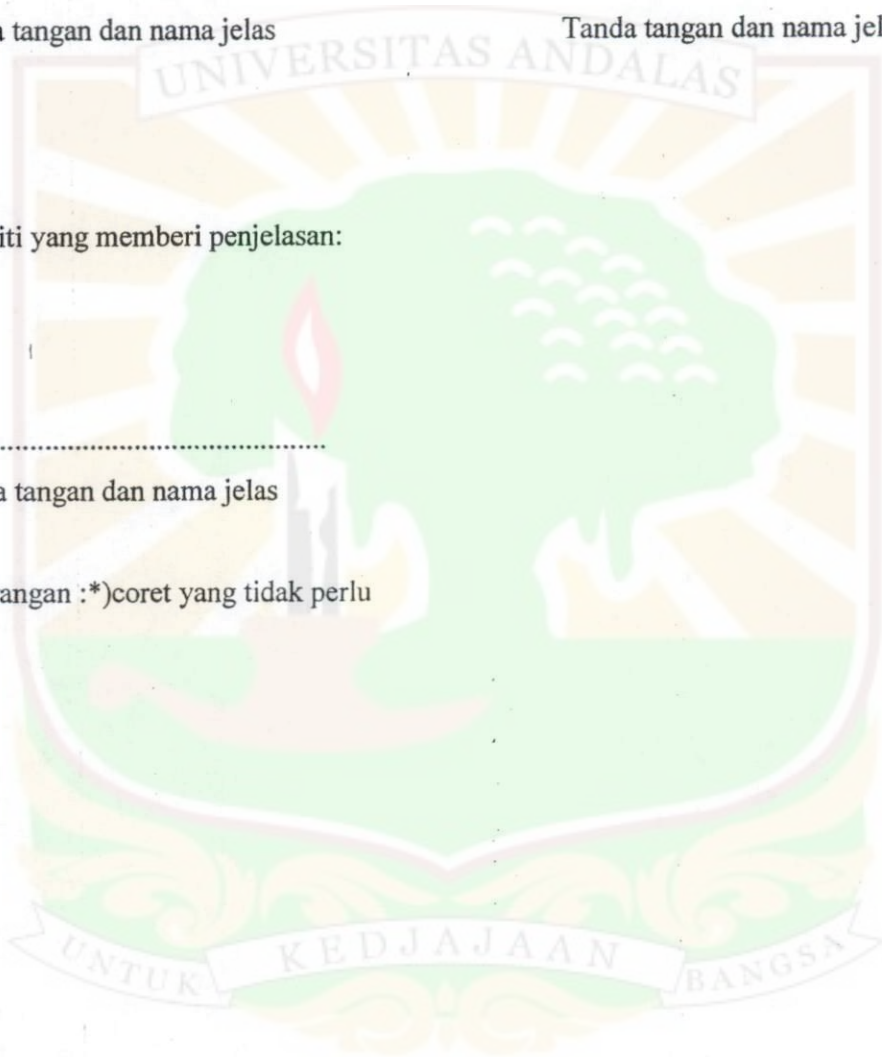 a tangan dan nama jelas Tanda tangan dan nama jel
UNIVERSITAS ANDALAS
iti yang memberi penjelasan:
................................................
a tangan dan nama jelas
angan :*)coret yang tidak perlu
UNTUK KEDJAJAAN BANGSA